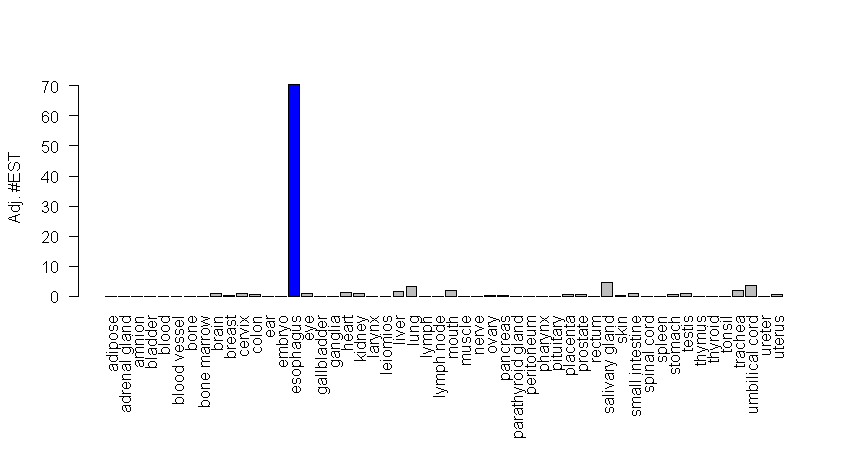 Adj. #EST
70
60
50
40
30
20
10
0
adipose
adrenal gland
amnion
bladder
blood
blood vessel
bone
bone marrow
brain
breast
cervix
colon
ear
embryo
esophagus
eye
gallbladder
ganglia
heart
kidney
larynx
leiomios
liver
lung
lymph
lymph node
mouth
muscle
nerve
ovary
pancreas
parathyroid gland
peritoneum
pharynx
pituitary
placenta
prostate
rectum
salivary gland
skin
small intestine
spinal cord
spleen
stomach
testis
thymus
thyroid
tonsil
trachea
umbilical cord
ureter
uterus